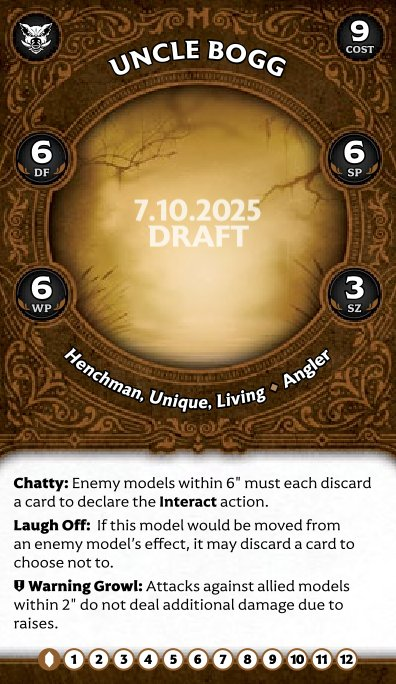 M
UNCLE BOGG
9
COST
6
DF
6
SP
7.10.2025
DRAFT
6
WP
3
SZ
Henchman, Unique, Living ♦ Angler
Chatty: Enemy models within 6" must each discard
a card to declare the Interact action.
Laugh Off: If this model would be moved from
an enemy model's effect, it may discard a card to
choose not to.
Warning Growl: Attacks against allied models
within 2" do not deal additional damage due to
raises.
1 2 3 4 5 6 7 8 9 10 11 12